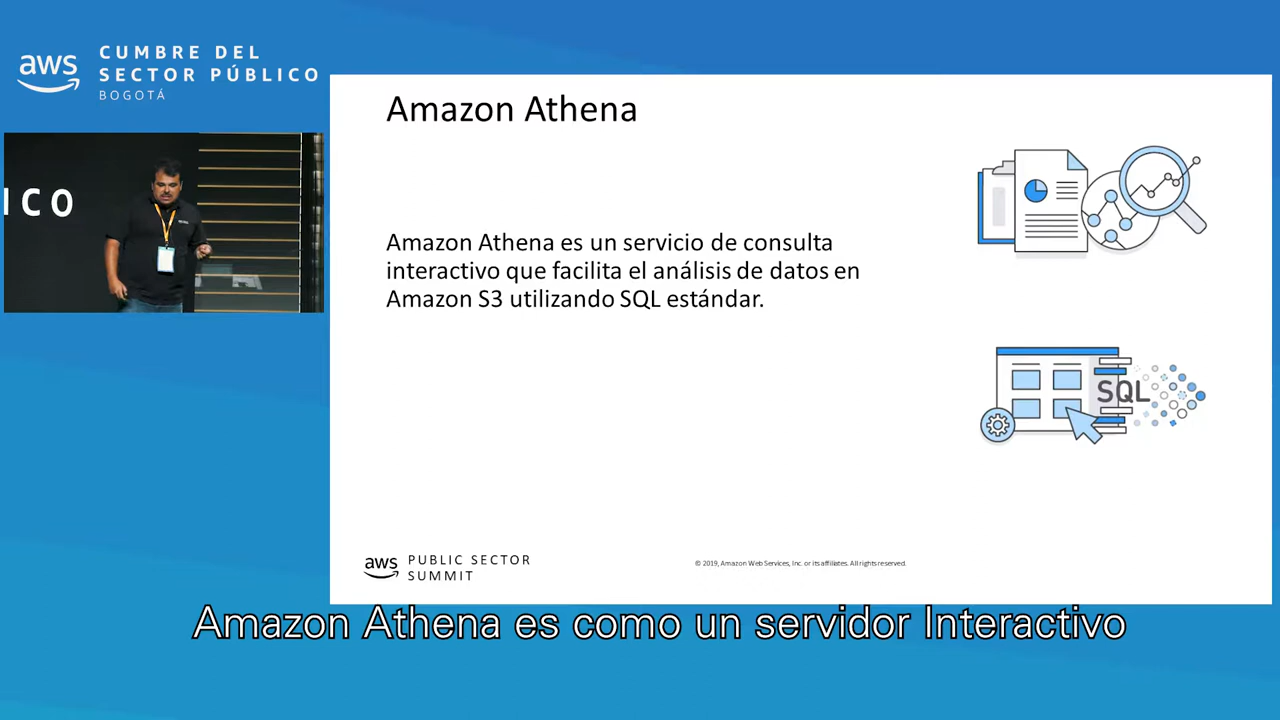 aws
CUMBRE DEL
SECTOR PÚBLICO
BOGOTÁ
ICO
Amazon Athena
Amazon Athena es un servicio de consulta
interactivo que facilita el análisis de datos en
Amazon S3 utilizando SQL estándar.
SQL
aws
PUBLIC SECTOR
SUMMIT
© 2019, Amazon Web Services, Inc. or its affiliates. All rights reserved.
Amazon Athena es como un servidor Interactivo